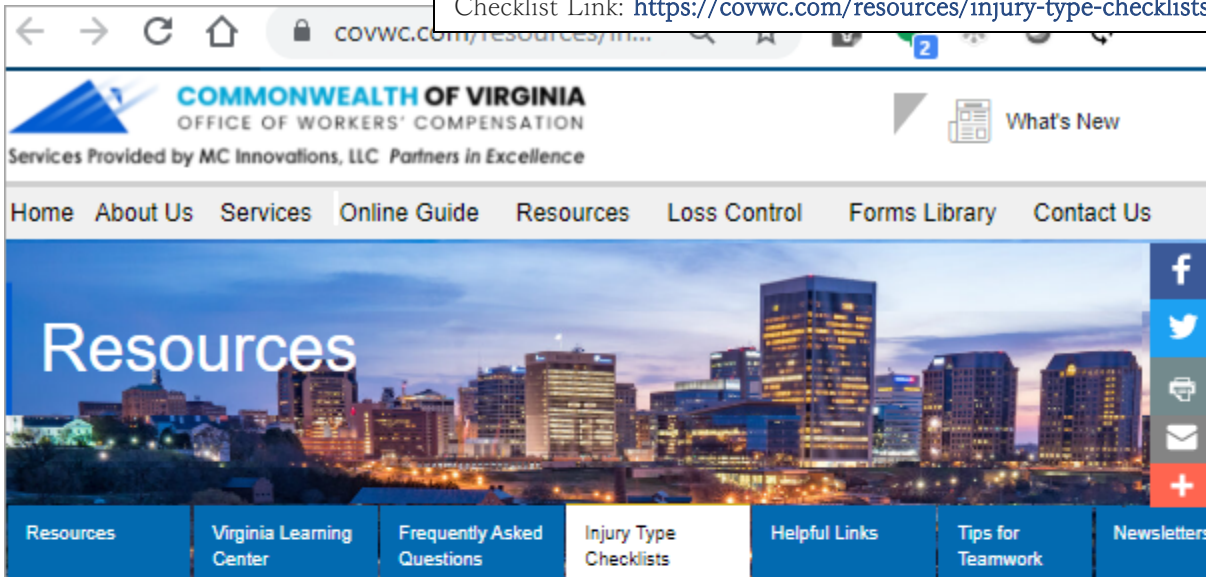 Checklist Link: https://covwc.com/resources/injury-type-checklists
covwc.com/resources/in...
2
COMMONWEALTH OF VIRGINIA
OFFICE OF WORKERS' COMPENSATION
Services Provided by MC Innovations, LLC Partners in Excellence
What's New
Home About Us Services Online Guide Resources Loss Control Forms Library Contact Us
Resources
Resources
Virginia Learning
Center
Frequently Asked
Questions
Injury Type
Checklists
Helpful Links
Tips for
Teamwork
Newsletters